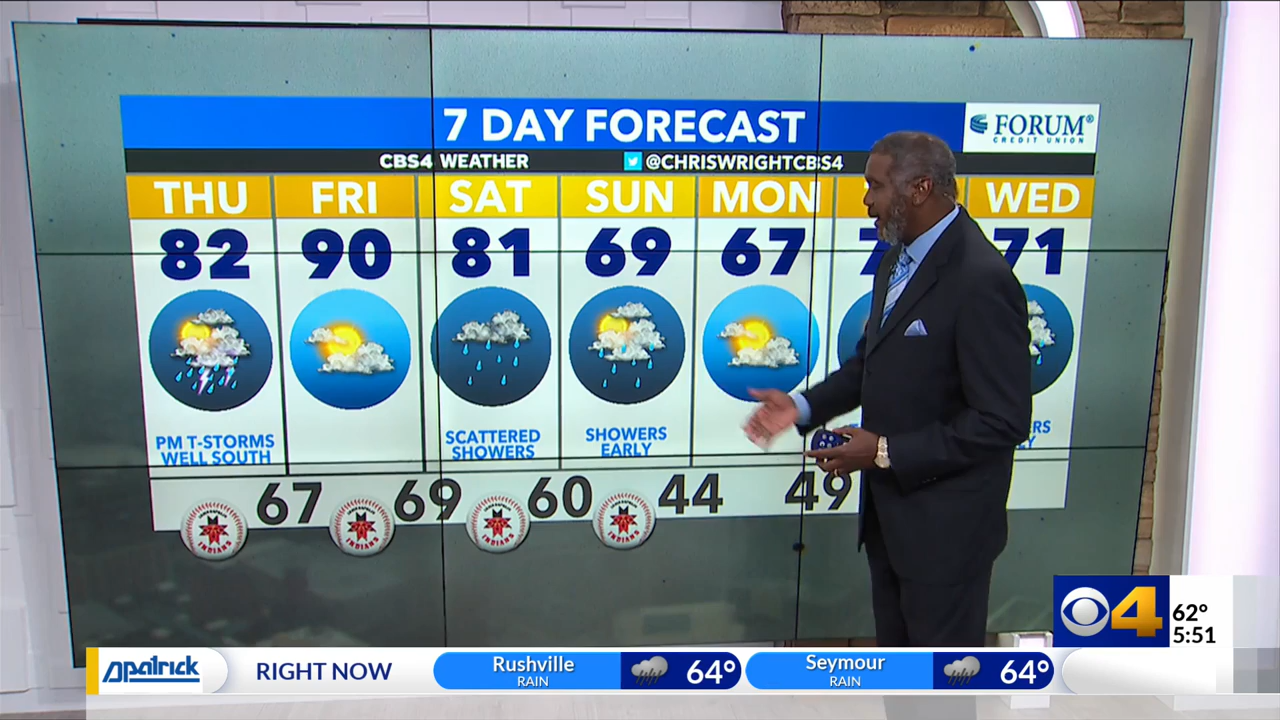 7 DAY FORECAST
FORUM®
CREDIT UNION
CBS4 WEATHER
@CHRISWRIGHTCBS4
THU FRI SAT SUN MON WED
82 90 81 69 67 71
PM T-STORMS
WELL SOUTH
SCATTERED
SHOWERS
SHOWERS
EARLY
67 69 60 44 49
INDIANS INDIANS INDIANS INDIANS
4
62°
5:51
apatrick
RIGHT NOW
Rushville
RAIN
64°
Seymour
RAIN
64°